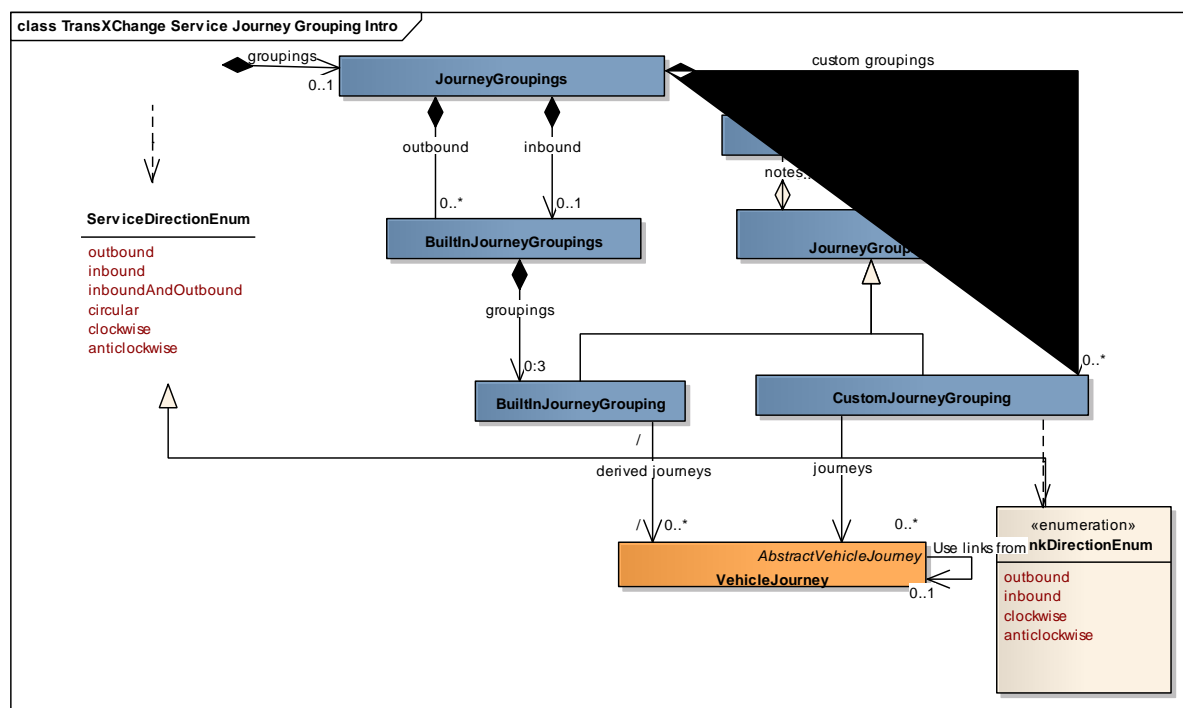 class TransXChange Service Journey Grouping Intro
groupings
0..1
JourneyGroupings
custom groupings
outbound
inbound
notes..
0..*
0..1
ServiceDirectionEnum
outbound
inbound
inboundAndOutbound
circular
clockwise
anticlockwise
BuiltInJourneyGroupings
JourneyGroup
groupings
0:3
0..*
BuiltInJourneyGrouping
CustomJourneyGrouping
/
derived journeys
journeys
/
0..*
0..*
AbstractVehicleJourney
VehicleJourney
Use links from
0..1
«enumeration»
nkDirectionEnum
outbound
inbound
clockwise
anticlockwise